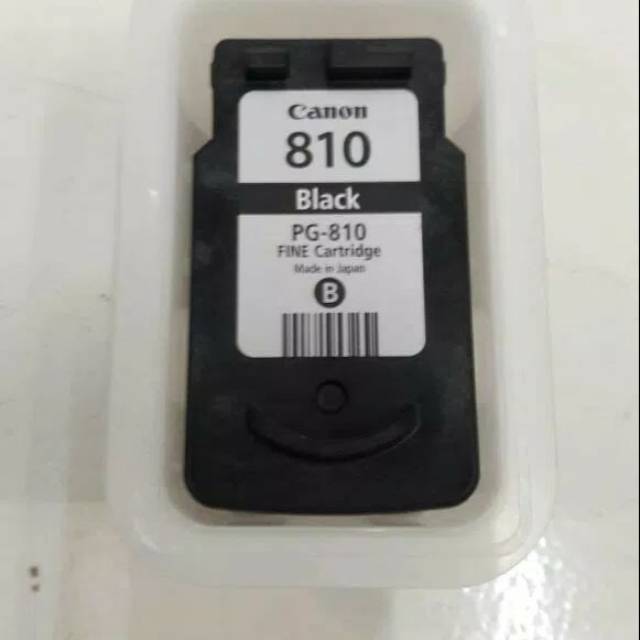 Canon
810
Black
PG-810
FINE Cartridge
Made in Japan
B